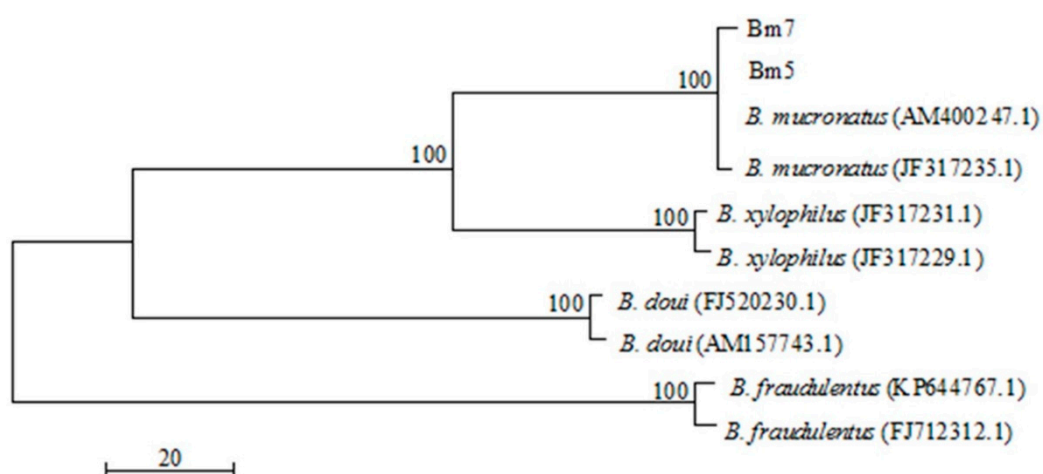 Bm7
Bm5
100
B. mucronatus (AM400247.1)
100
B. mucronatus (JF317235.1)
100
B. xylophilus (JF317231.1)
B. xylophilus (JF317229.1)
100
B. doui (FJ520230.1)
B. doui (AM157743.1)
100
B. fraudulentus (KP644767.1)
B. fraudulentus (FJ712312.1)
20